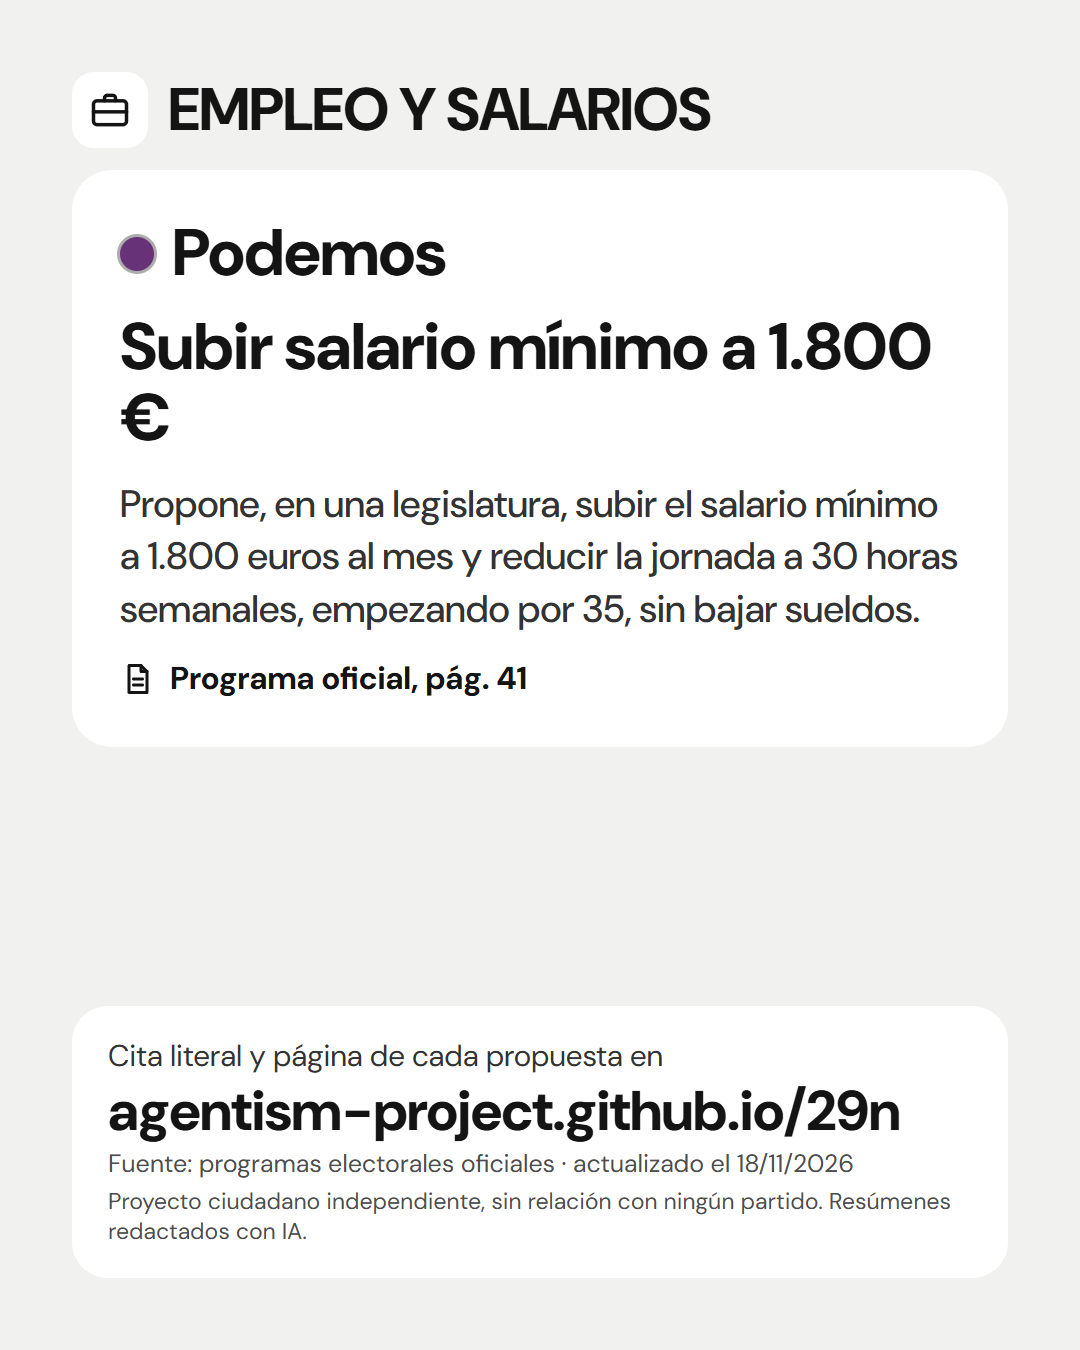 EMPLEO Y SALARIOS
Podemos
Subir salario mínimo a 1.800
€
Propone, en una legislatura, subir el salario mínimo
a 1.800 euros al mes y reducir la jornada a 30 horas
semanales, empezando por 35, sin bajar sueldos.
Programa oficial, pág. 41
Cita literal y página de cada propuesta en
agentism-project.github.io/29n
Fuente: programas electorales oficiales · actualizado el 18/11/2026
Proyecto ciudadano independiente, sin relación con ningún partido. Resúmenes
redactados con IA.